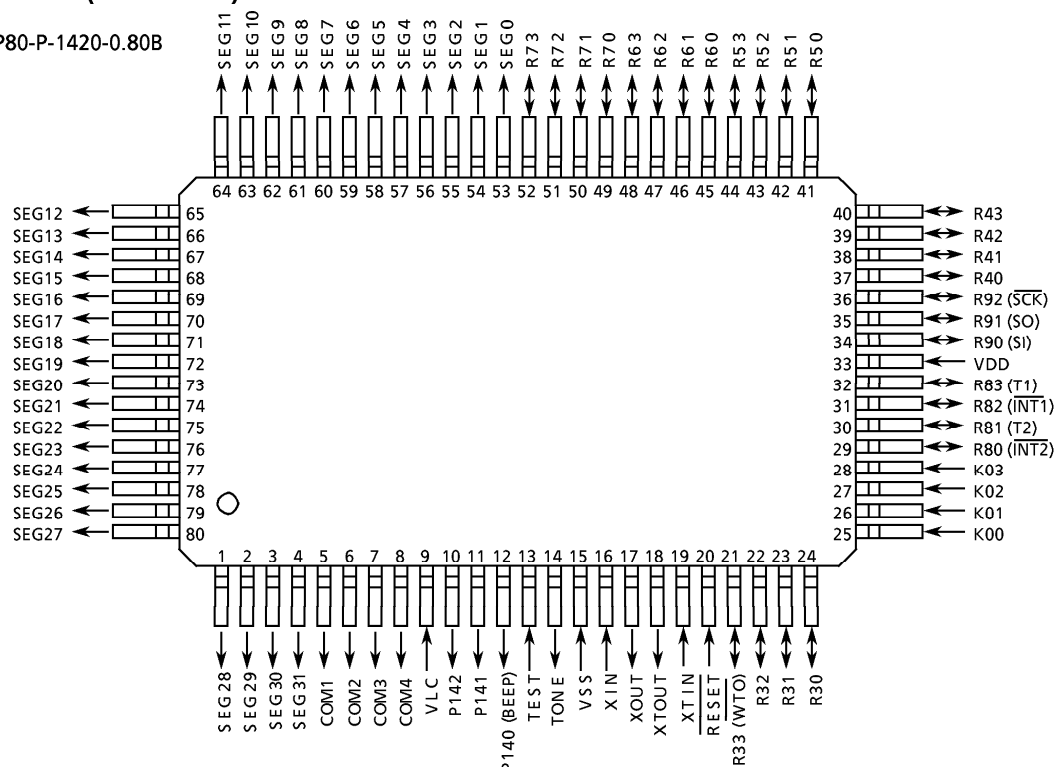 P80-P-1420-0.80B
SEG11
SEG10
SEG9
SEG8
SEG7
SEG6
SEG5
SEG4
SEG3
SEG2
SEG1
SEG0
R73
R72
R71
R70
R63
R62
R61
R60
R53
R52
R51
R50
64 63 62 61 60 59 58 57 56 55 54 53 52 51 50 49 48 47 46 45 44 43 42 41
SEG12 65 40 R43
SEG13 66 39 R42
SEG14 67 38 R41
SEG15 68 37 R40
SEG16 69 36 R92 (SCK)
SEG17 70 35 R91 (SO)
SEG18 71 34 R90 (SI)
SEG19 72 33 VDD
SEG20 73 32 R83 (T1)
SEG21 74 31 R82 (INT1)
SEG22 75 30 R81 (T2)
SEG23 76 29 R80 (INT2)
SEG24 77 28 K03
SEG25 78 27 K02
SEG26 79 26 K01
SEG27 80 25 K00
1 2 3 4 5 6 7 8 9 10 11 12 13 14 15 16 17 18 19 20 21 22 23 24
SEG28
SEG29
SEG30
SEG31
COM1
COM2
COM3
COM4
VLC
P142
P141
P140 (BEEP)
TEST
TONE
VSS
XIN
XOUT
XTOUT
XTIN
RESET
R33 (WTO)
R32
R31
R30